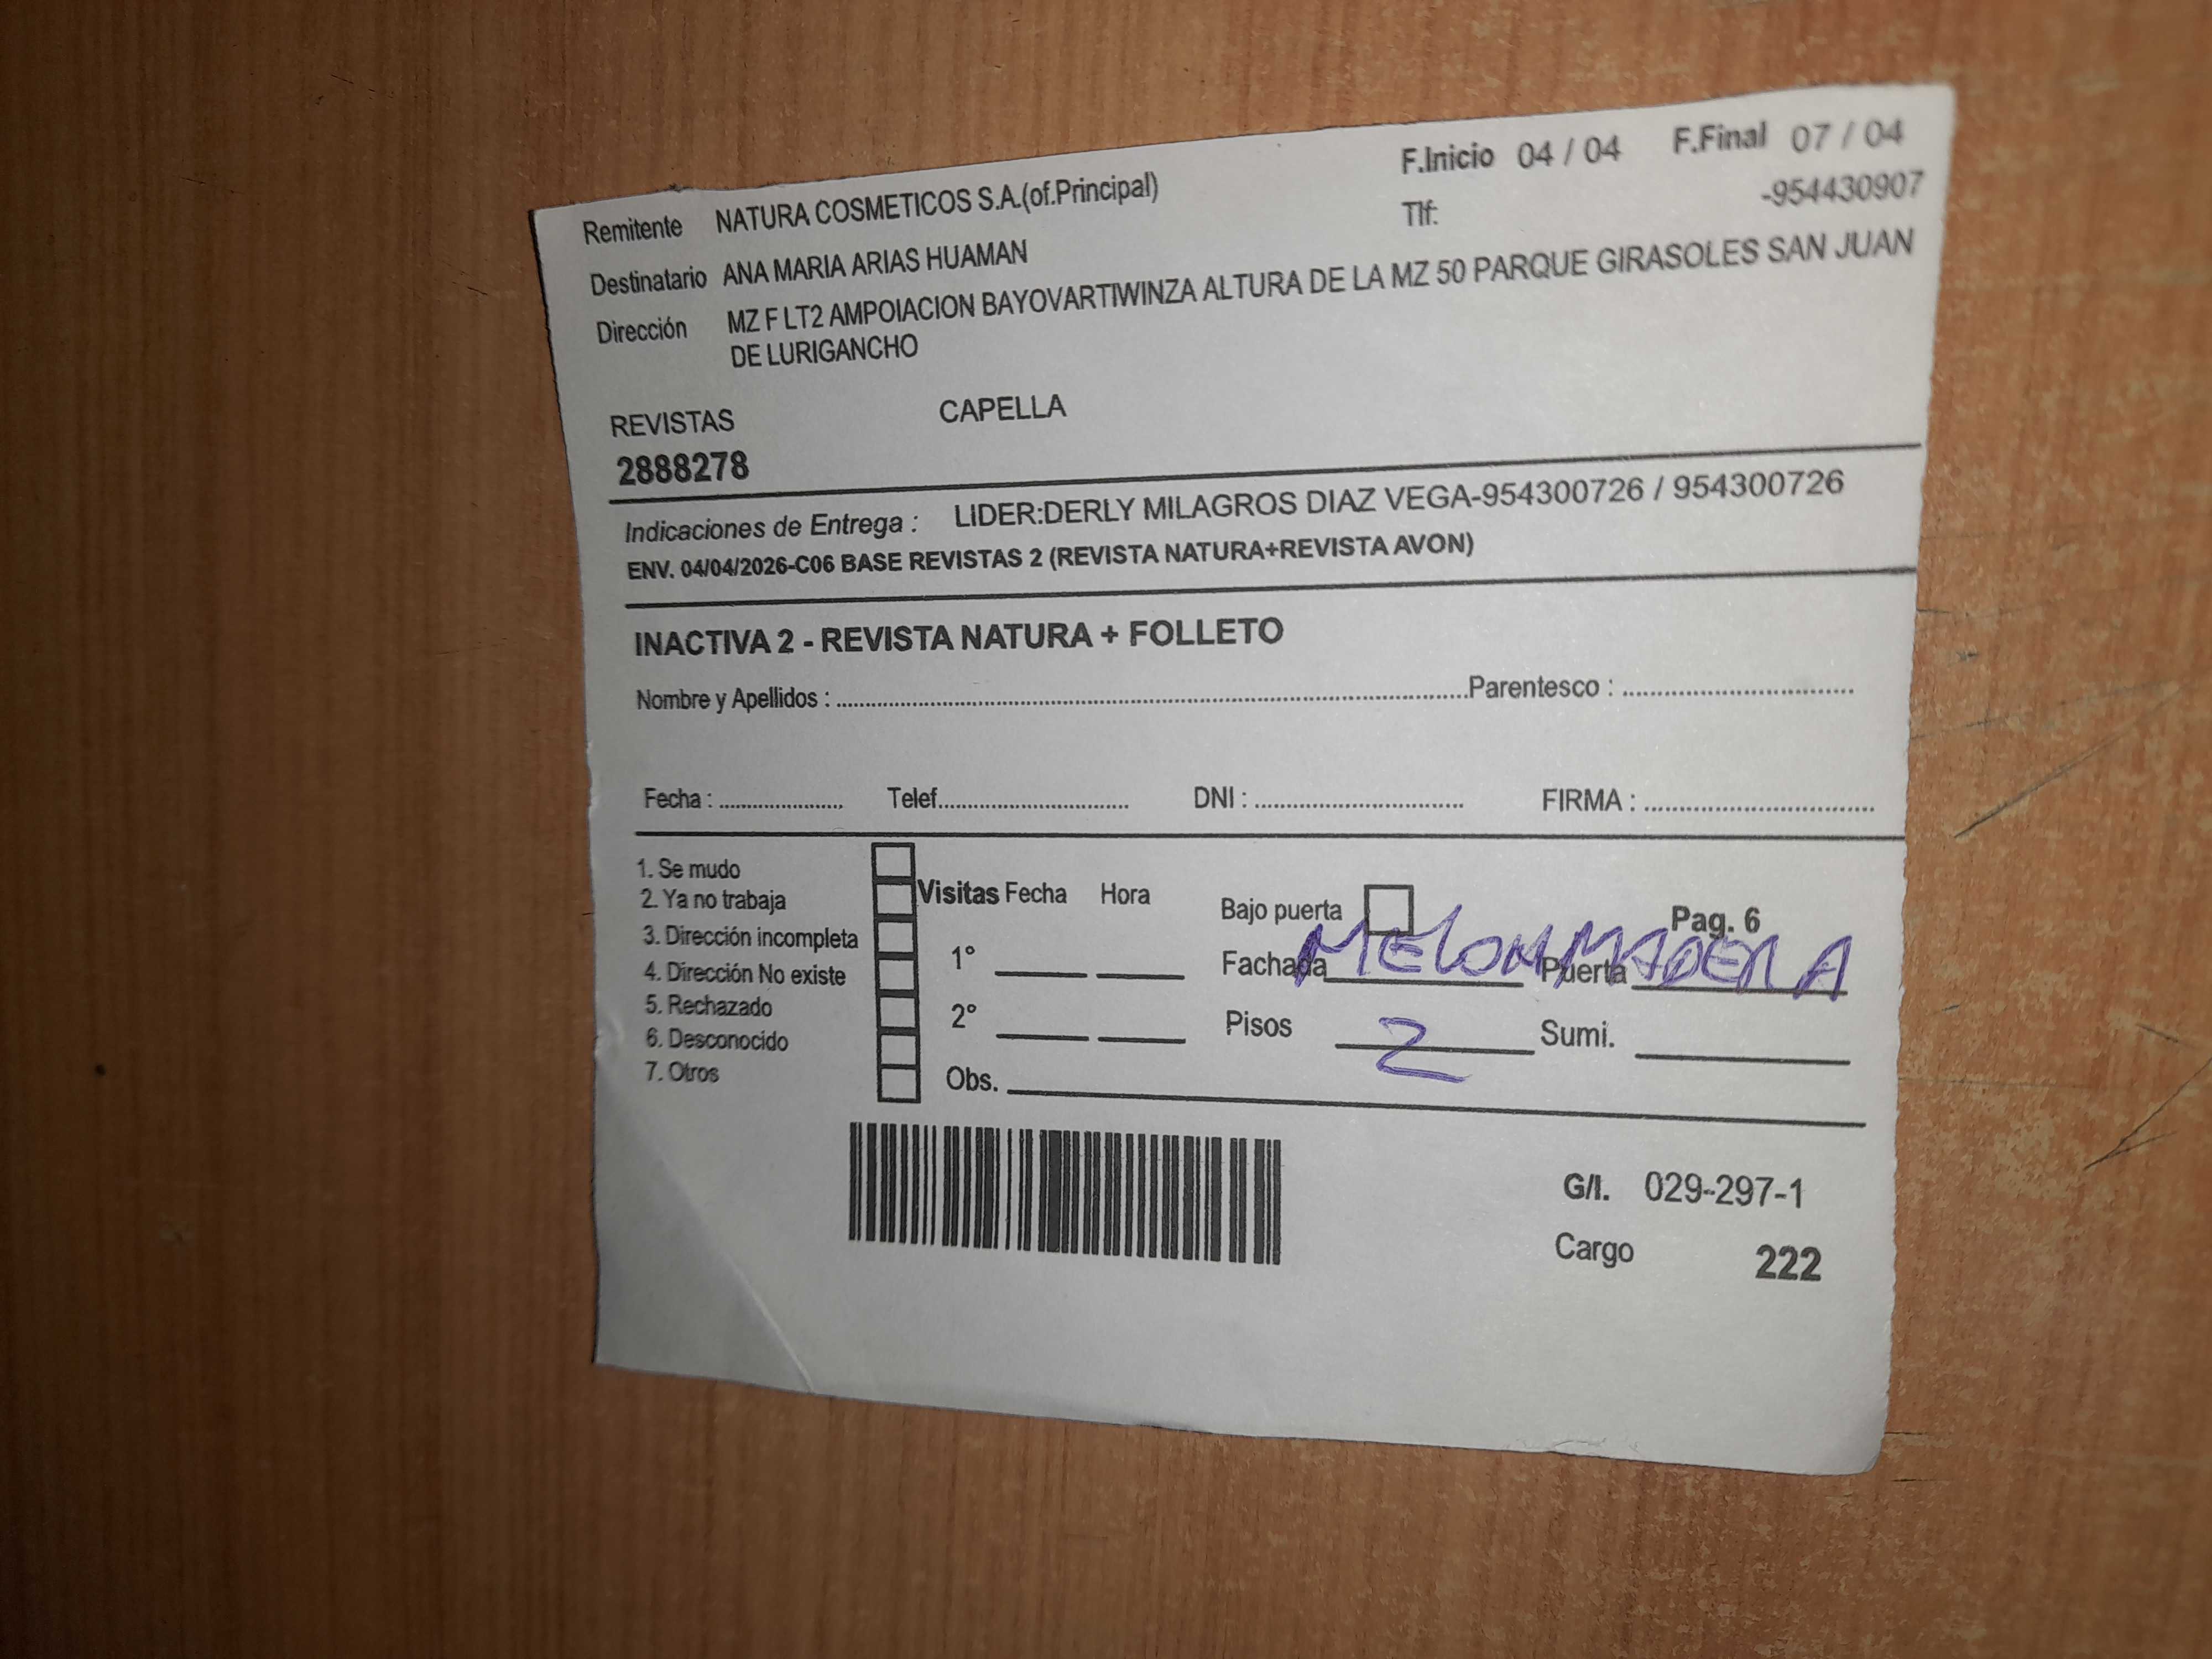 F.Inicio 04 / 04 F.Final 07 / 04
Remitente NATURA COSMETICOS S.A.(of.Principal) Tlf: -954430907
Destinatario ANA MARIA ARIAS HUAMAN
Dirección MZ F LT2 AMPOIACION BAYOVARTIWINZA ALTURA DE LA MZ 50 PARQUE GIRASOLES SAN JUAN
DE LURIGANCHO
REVISTAS CAPELLA
2888278
Indicaciones de Entrega : LIDER:DERLY MILAGROS DIAZ VEGA-954300726 / 954300726
ENV. 04/04/2026-C06 BASE REVISTAS 2 (REVISTA NATURA+REVISTA AVON)
INACTIVA 2 - REVISTA NATURA + FOLLETO
Nombre y Apellidos : Parentesco :
Fecha : Telef. DNI : FIRMA :
1. Se mudo
2. Ya no trabaja Visitas Fecha Hora Bajo puerta Pag. 6
3. Dirección incompleta
4. Dirección No existe 1° Fachada MELON Puerta MADERA
5. Rechazado
6. Desconocido 2° Pisos 2 Sumi.
7. Otros Obs.
G/I. 029-297-1
Cargo 222